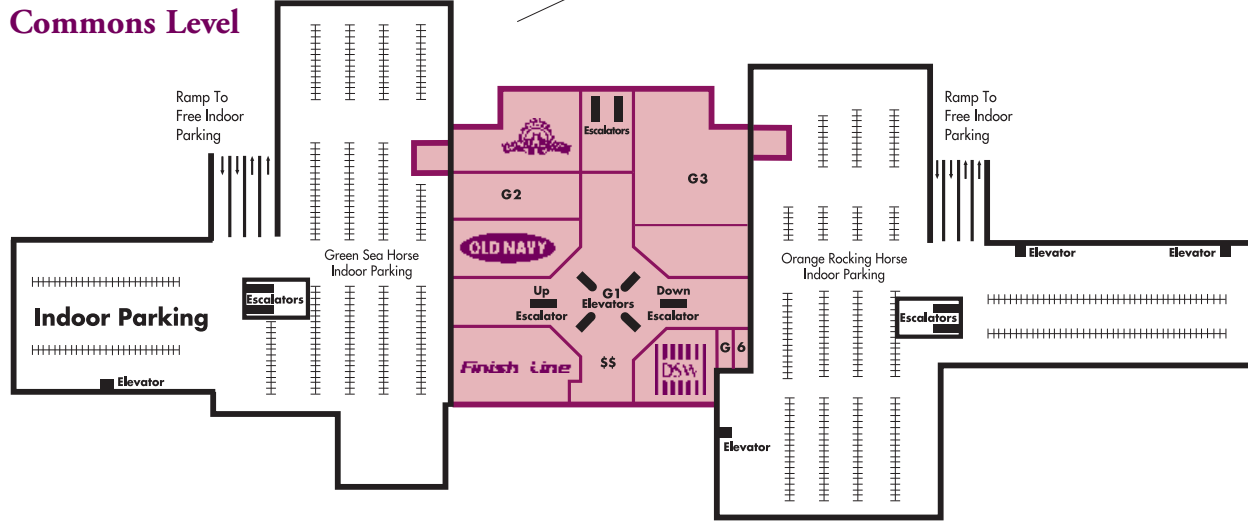 Commons Level
Ramp To
Free Indoor
Parking
Ramp To
Free Indoor
Parking
Escalators
G3
G2
OLD NAVY
Green Sea Horse
Indoor Parking
Orange Rocking Horse
Indoor Parking
Elevator
Elevator
Escalators
Up
Escalator
G1
Elevators
Down
Escalator
Indoor Parking
Escalators
G 6
Finish Line
$$
DSW
Elevator
Elevator